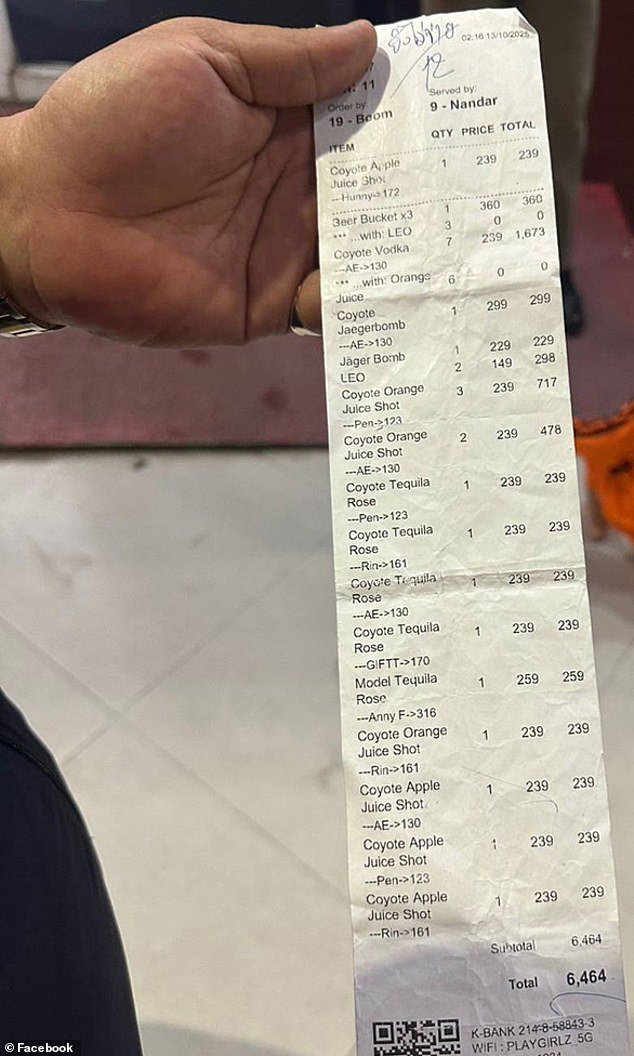 02:16 13/10/2025
11
Order by: Served by:
19 - Boom 9 - Nandar
ITEM QTY PRICE TOTAL
Coyote Apple 1 239 239
Juice Shot
---Hunny->172
Beer Bucket x3 1 360 360
*** ...with: LEO 3 0 0
Coyote Vodka 7 239 1,673
---AE->130
*** ...with: Orange 6 0 0
Juice
Coyote 1 299 299
Jaegerbomb
---AE->130
Jäger Bomb 1 229 229
LEO 2 149 298
Coyote Orange 3 239 717
Juice Shot
---Pen->123
Coyote Orange 2 239 478
Juice Shot
---AE->130
Coyote Tequila 1 239 239
Rose
---Pen->123
Coyote Tequila 1 239 239
Rose
---Rin->161
Coyote Tequila 1 239 239
Rose
---AE->130
Coyote Tequila 1 239 239
Rose
---GIFTT->170
Model Tequila 1 259 259
Rose
---Anny F->316
Coyote Orange 1 239 239
Juice Shot
---Rin->161
Coyote Apple 1 239 239
Juice Shot
---AE->130
Coyote Apple 1 239 239
Juice Shot
---Pen->123
Coyote Apple 1 239 239
Juice Shot
---Rin->161
Subtotal 6,464
Total 6,464
K-BANK 214-8-58843-3
WIFI : PLAYGIRLZ_5G
Facebook